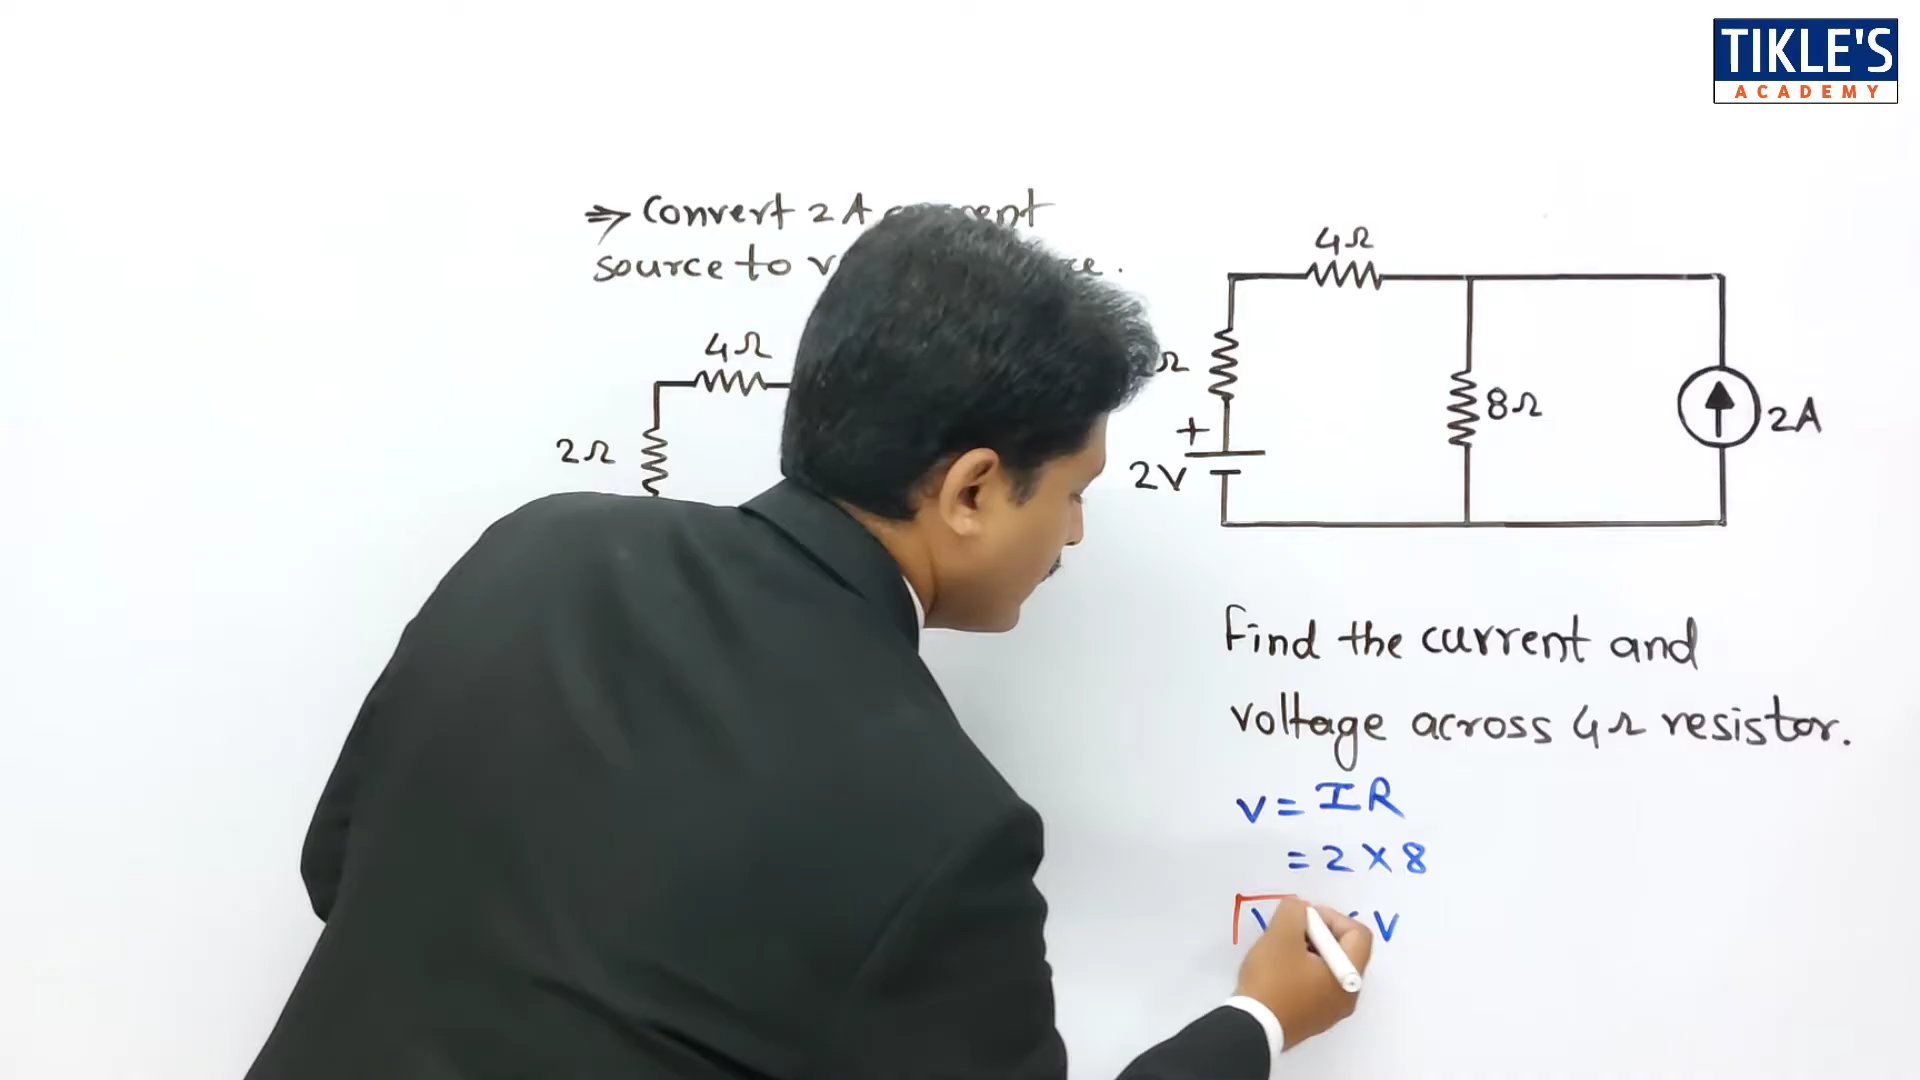 TIKLE'S
ACADEMY
⇒ Convert 2A
source to
4Ω
2Ω
4Ω
Ω
+
2V
8Ω
2A
Find the current and
voltage across 4Ω resistor.
V = IR
= 2 × 8
V